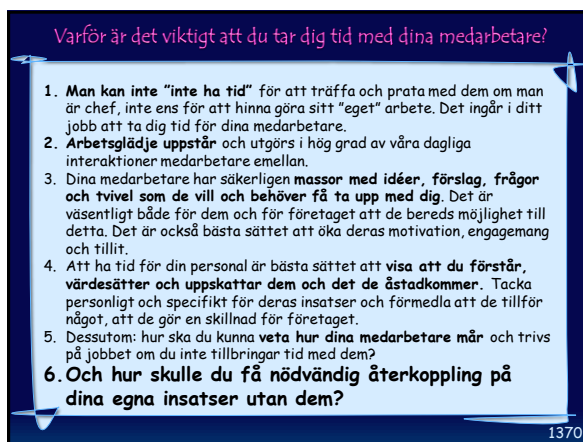 Varför är det viktigt att du tar dig tid med dina medarbetare?
1. Man kan inte ”inte ha tid” för att träffa och prata med dem om man
är chef, inte ens för att hinna göra sitt ”eget” arbete. Det ingår i ditt
jobb att ta dig tid för dina medarbetare.
2. Arbetsglädje uppstår och utgörs i hög grad av våra dagliga
interaktioner medarbetare emellan.
3. Dina medarbetare har säkerligen massor med idéer, förslag, frågor
och tvivel som de vill och behöver få ta upp med dig. Det är
väsentligt både för dem och för företaget att de bereds möjlighet till
detta. Det är också bästa sättet att öka deras motivation, engagemang
och tillit.
4. Att ha tid för din personal är bästa sättet att visa att du förstår,
värdesätter och uppskattar dem och det de åstadkommer. Tacka
personligt och specifikt för deras insatser och förmedla att de tillför
något, att de gör en skillnad för företaget.
5. Dessutom: hur ska du kunna veta hur dina medarbetare mår och trivs
på jobbet om du inte tillbringar tid med dem?
6. Och hur skulle du få nödvändig återkoppling på
dina egna insatser utan dem?
1370